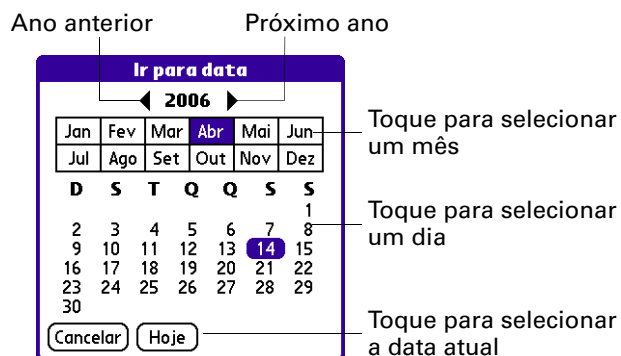 Ano anterior Próximo ano
Ir para data
2006
Jan Fev Mar Abr Mai Jun
Jul Ago Set Out Nov Dez
D S T Q Q S S
1
2 3 4 5 6 7 8
9 10 11 12 13 14 15
16 17 18 19 20 21 22
23 24 25 26 27 28 29
30
Cancelar Hoje
Toque para selecionar
um mês
Toque para selecionar
um dia
Toque para selecionar
a data atual